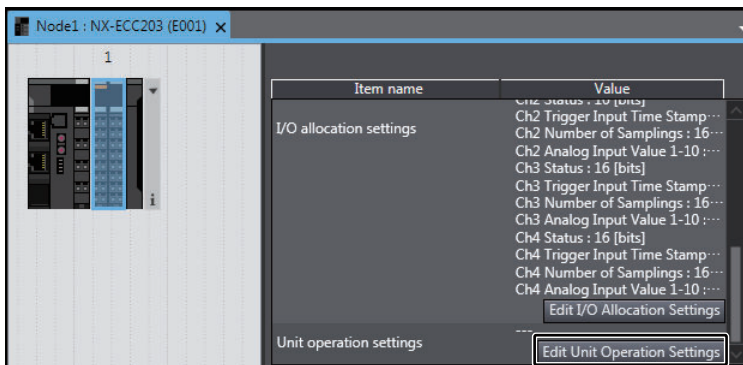 Node1 : NX-ECC203 (E001) ×
1
Item name Value
Ch2 Status : 16 [bits]
I/O allocation settings
Ch2 Trigger Input Time Stamp···
Ch2 Number of Samplings : 16···
Ch2 Analog Input Value 1-10 :···
Ch3 Status : 16 [bits]
Ch3 Trigger Input Time Stamp···
Ch3 Number of Samplings : 16···
Ch3 Analog Input Value 1-10 :···
Ch4 Status : 16 [bits]
Ch4 Trigger Input Time Stamp···
Ch4 Number of Samplings : 16···
Ch4 Analog Input Value 1-10 :···
Edit I/O Allocation Settings
---
Unit operation settings
Edit Unit Operation Settings